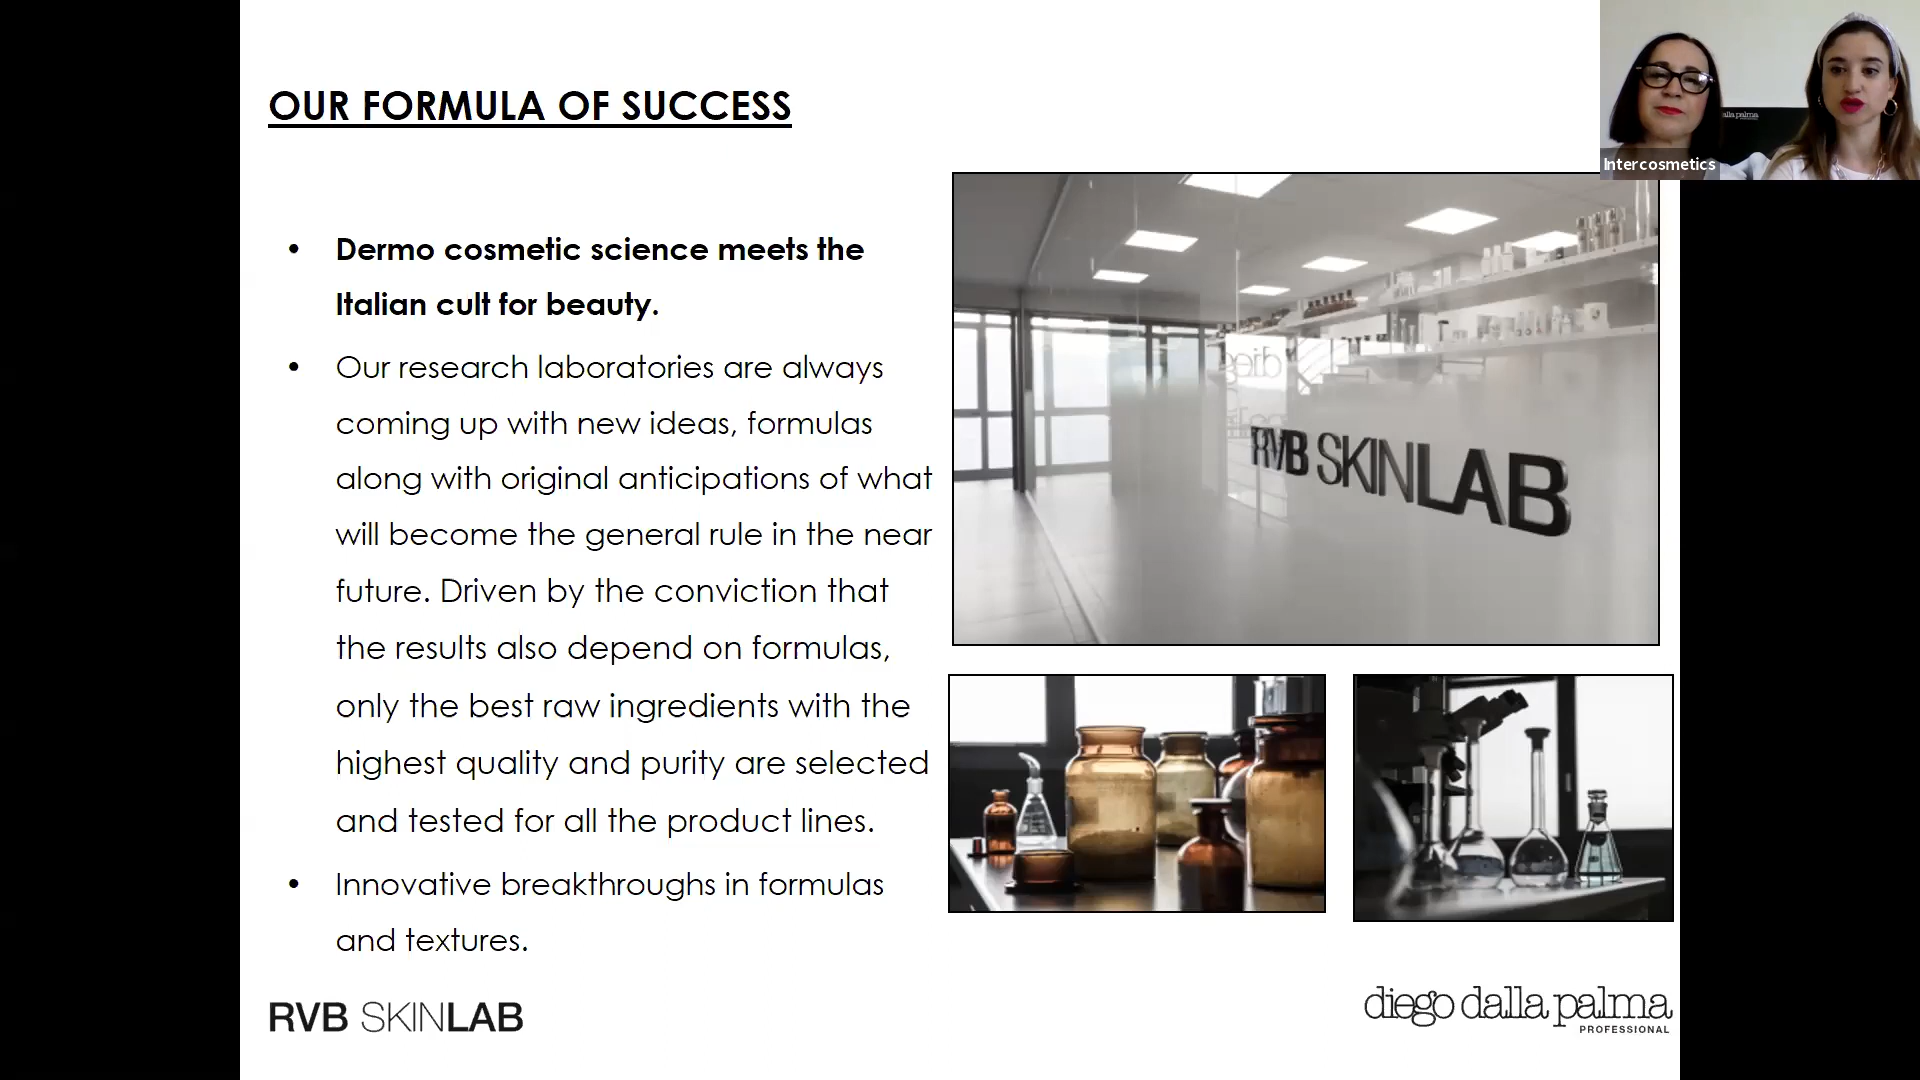 OUR FORMULA OF SUCCESS
alla palma
Intercosmetics
• Dermo cosmetic science meets the
Italian cult for beauty.
• Our research laboratories are always
coming up with new ideas, formulas
along with original anticipations of what
will become the general rule in the near
future. Driven by the conviction that
the results also depend on formulas,
only the best raw ingredients with the
highest quality and purity are selected
and tested for all the product lines.
• Innovative breakthroughs in formulas
and textures.
RVB SKINLAB
RVB SKINLAB
diego dalla palma
PROFESSIONAL